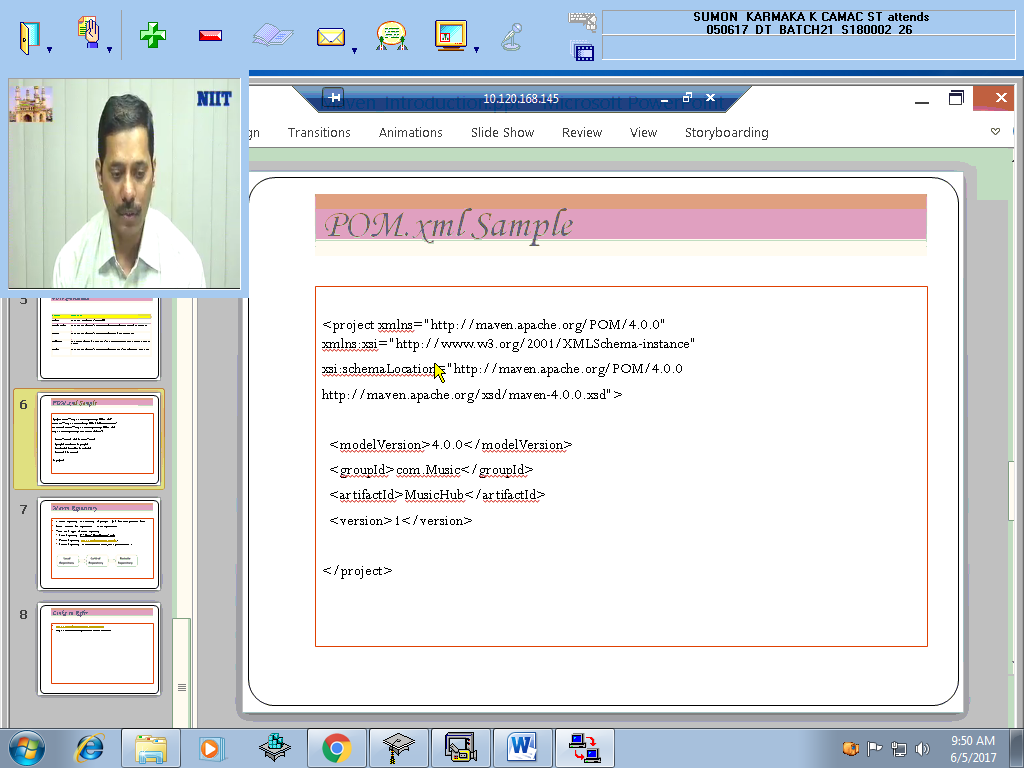 SUMON KARMAKA K CAMAC ST attends
050617 DT BATCH21 S180002 26
NIIT
10.120.168.145
gn Transitions Animations Slide Show Review View Storyboarding
POM.xml Sample
<project xmlns="http://maven.apache.org/POM/4.0.0"
xmlns:xsi="http://www.w3.org/2001/XMLSchema-instance"
xsi:schemaLocation="http://maven.apache.org/POM/4.0.0
http://maven.apache.org/xsd/maven-4.0.0.xsd">
<modelVersion>4.0.0</modelVersion>
<groupId>com.Music</groupId>
<artifactId>MusicHub</artifactId>
<version>1</version>
</project>
5
6
POM.xml Sample
7
Maven Repository
8
Links to Refer
9:50 AM
6/5/2017